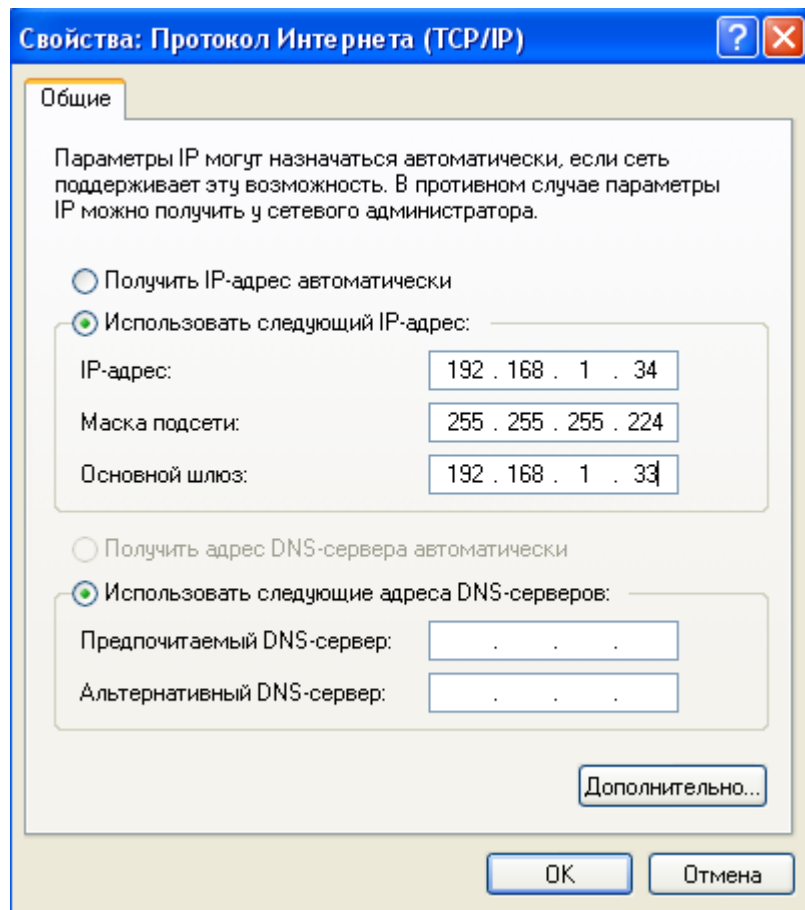 Свойства: Протокол Интернета (TCP/IP)
Общие
Параметры IP могут назначаться автоматически, если сеть
поддерживает эту возможность. В противном случае параметры
IP можно получить у сетевого администратора.
Получить IP-адрес автоматически
Использовать следующий IP-адрес:
IP-адрес: 192 . 168 . 1 . 34
Маска подсети: 255 . 255 . 255 . 224
Основной шлюз: 192 . 168 . 1 . 33
Получить адрес DNS-сервера автоматически
Использовать следующие адреса DNS-серверов:
Предпочитаемый DNS-сервер: . . .
Альтернативный DNS-сервер: . . .
Дополнительно...
OK Отмена